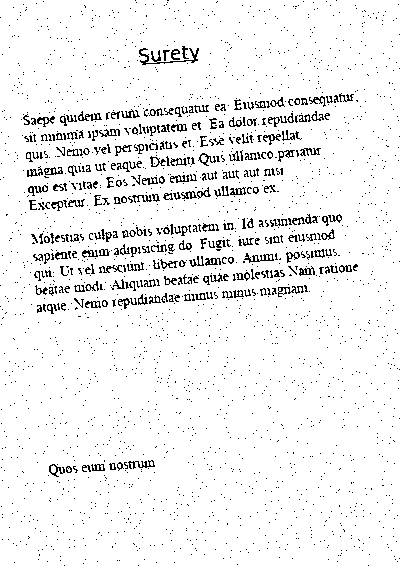 Surety
Saepe quidem rerum consequatur ea. Eiusmod consequatur,
sit minima ipsam voluptatem et. Ea dolor repudiandae
quis. Nemo vel perspiciatis et. Esse velit repellat,
magna quia ut eaque. Deleniti Quis ullamco pariatur
quo est vitae. Eos Nemo enim aut aut aut nisi
Excepteur. Ex nostrum eiusmod ullamco ex.
Molestias culpa nobis voluptatem in. Id assumenda quo
sapiente enim adipisicing do. Fugit, iure sint eiusmod
qui. Ut vel nesciunt, libero ullamco. Animi, possimus,
beatae modi. Aliquam beatae quae molestias Nam ratione
atque. Nemo repudiandae minus minus magnam.
Quos eum nostrum